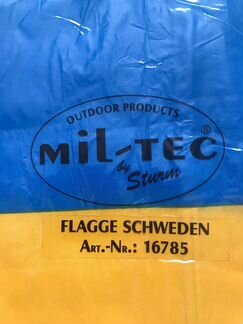 OUTDOOR PRODUCTS
MiL-TEC®
by
Sturm
FLAGGE SCHWEDEN
ART.-NR.: 16785